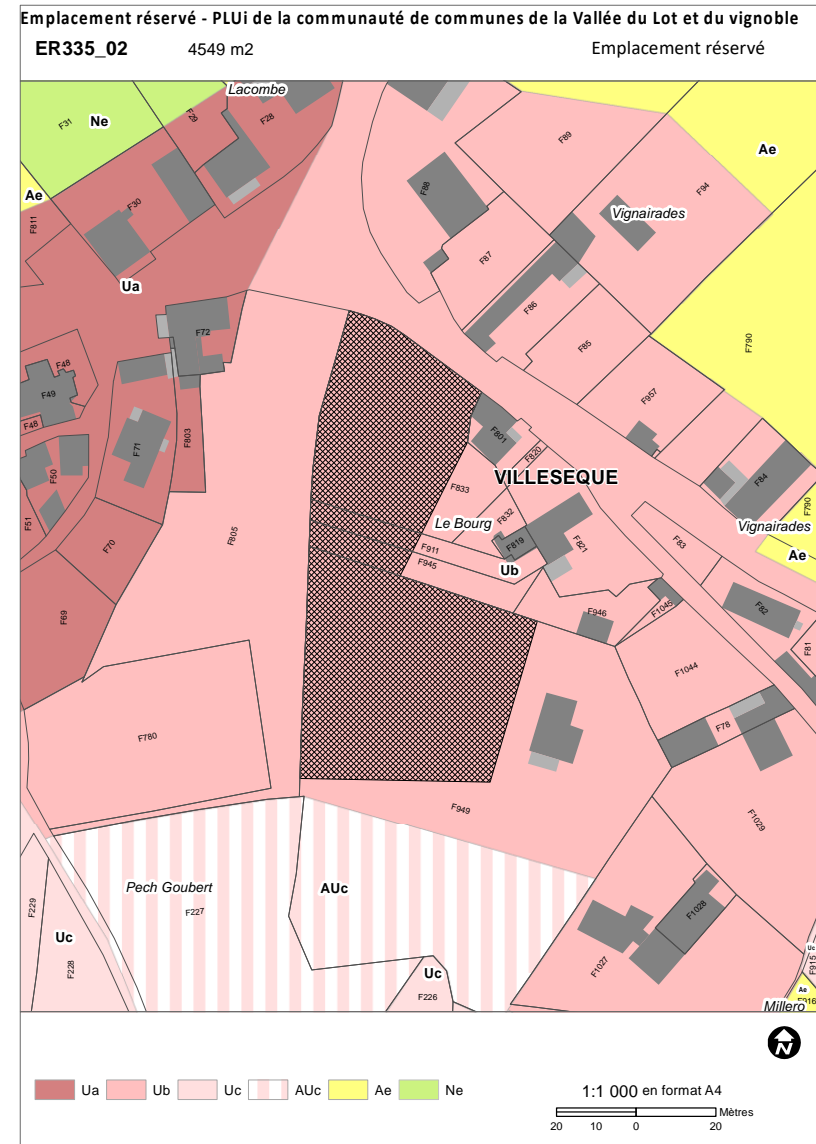 Emplacement réservé - PLUi de la communauté de communes de la Vallée du Lot et du vignoble
ER335_02 4549 m2 Emplacement réservé
Lacombe
F31 Ne F29 F28
F89
Ae
Ae
F88
F94
F30
Vignairades
F811
F87
Ua
F86
F72
F85
F790
F48
F49
F957
F48
F71
F803
F801
F820
F50
VILLESEQUE
F84
F833
F51
F832
Le Bourg
F790
Vignairades
F805
F70
F819
F821
F83
F911
Ae
F945
Ub
F69
F946
F1045
F82
F81
F1044
F780
F78
F949
F1029
Pech Goubert
AUc
F229
F227
F1028
Uc
Uc
F228
Uc
F915
F1027
F226
Ae
F916
Millero
N
Ua Ub Uc AUc Ae Ne
1:1 000 en format A4
Mètres
20 10 0 20